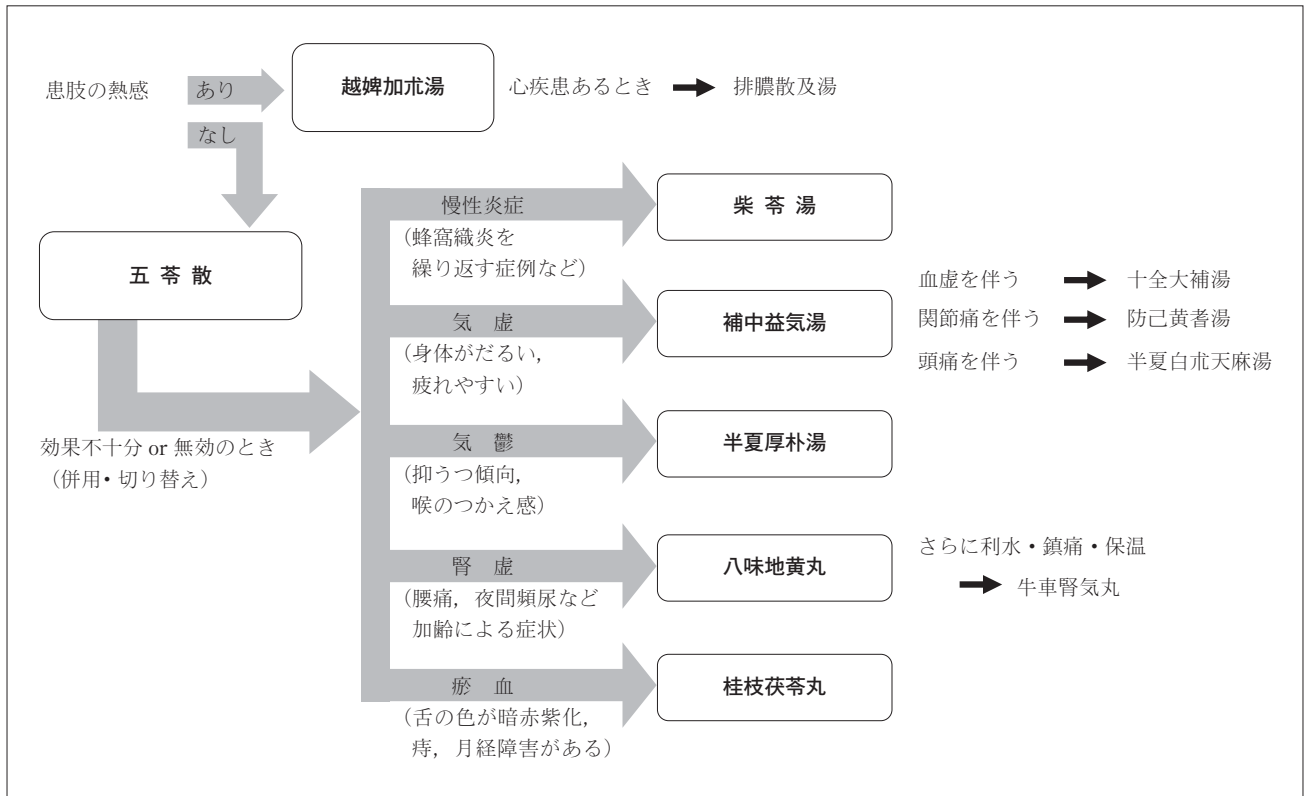 患肢の熱感
あり
越婢加朮湯
心疾患あるとき
排膿散及湯
なし
五 苓 散
効果不十分 or 無効のとき
（併用・切り替え）
慢性炎症
（蜂窩織炎を
繰り返す症例など）
柴 苓 湯
気 虚
（身体がだるい，
疲れやすい）
補中益気湯
血虚を伴う
十全大補湯
関節痛を伴う
防己黄耆湯
頭痛を伴う
半夏白朮天麻湯
気 鬱
（抑うつ傾向，
喉のつかえ感）
半夏厚朴湯
腎 虚
（腰痛，夜間頻尿など
加齢による症状）
八味地黄丸
さらに利水・鎮痛・保温
牛車腎気丸
瘀 血
（舌の色が暗赤紫化，
痔，月経障害がある）
桂枝茯苓丸